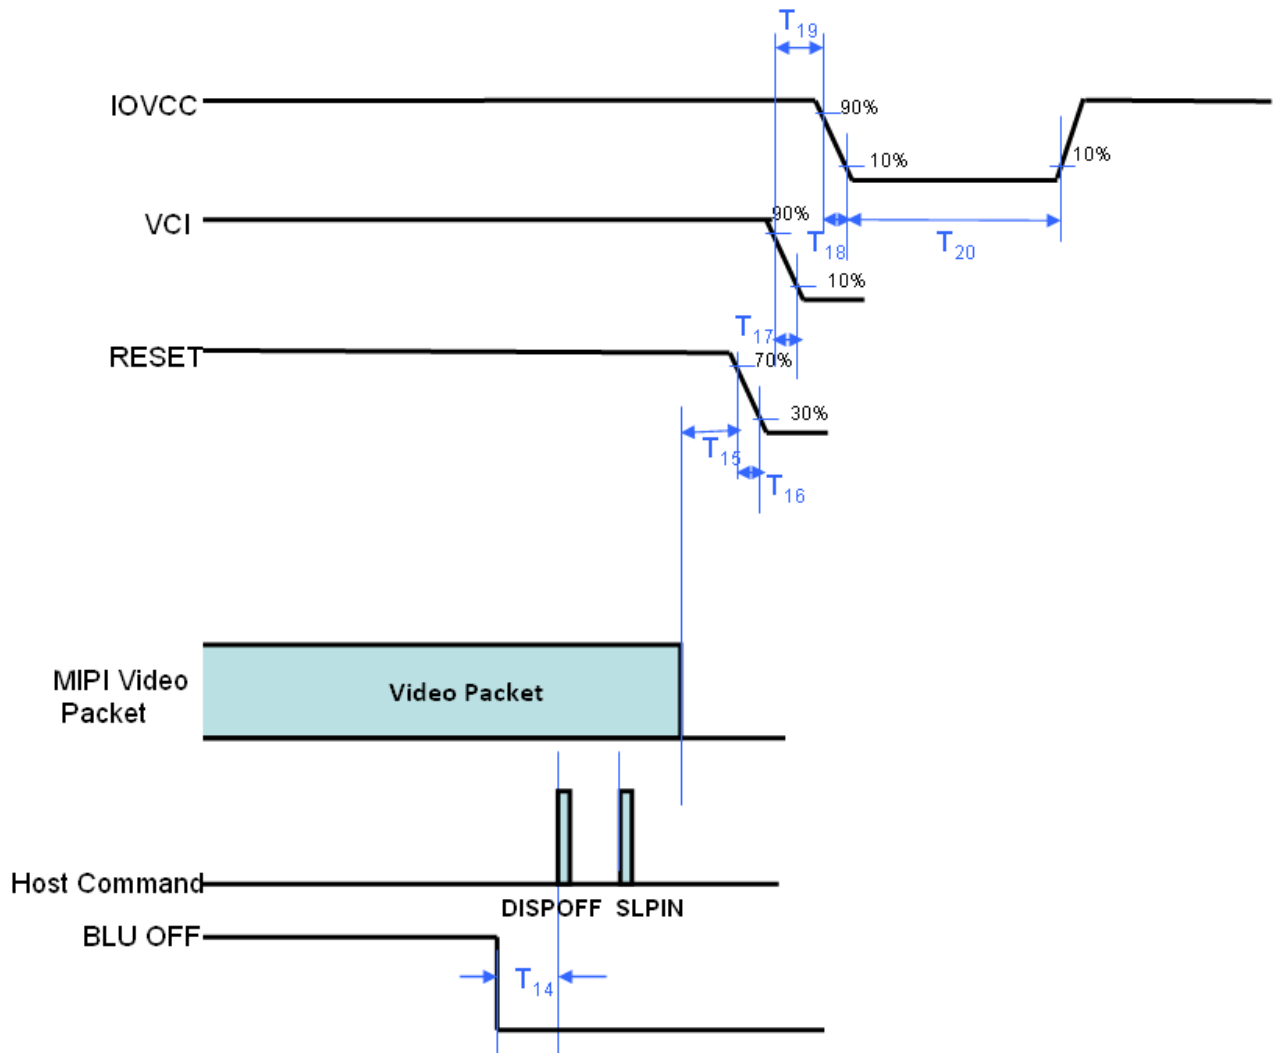 T19
IOVCC
90%
10%
10%
VCI
90%
T18
T20
10%
T17
RESET
70%
30%
T15
T16
MIPI Video
Packet
Video Packet
Host Command
DISPOFF SLPIN
BLU OFF
T14